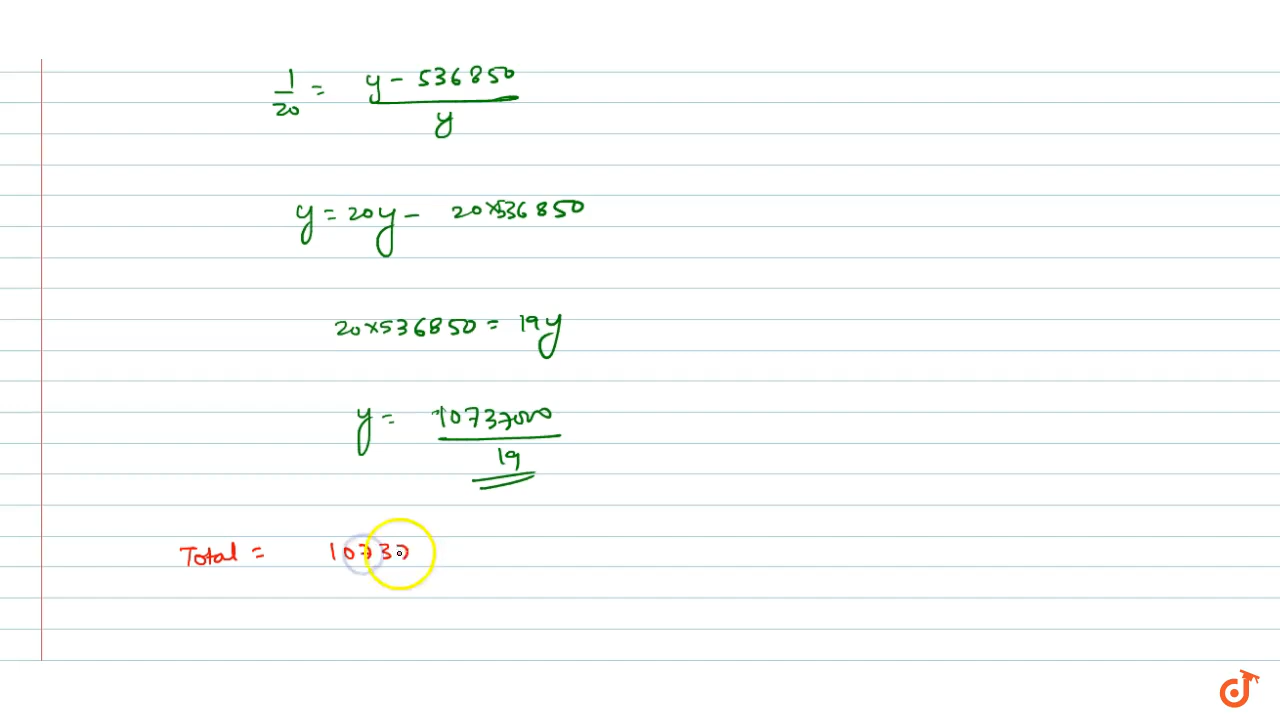 1/20 = (y - 536850)/y
y = 20y - 20×536850
20×536850 = 19y
y = 10737000/19
Total = 10737